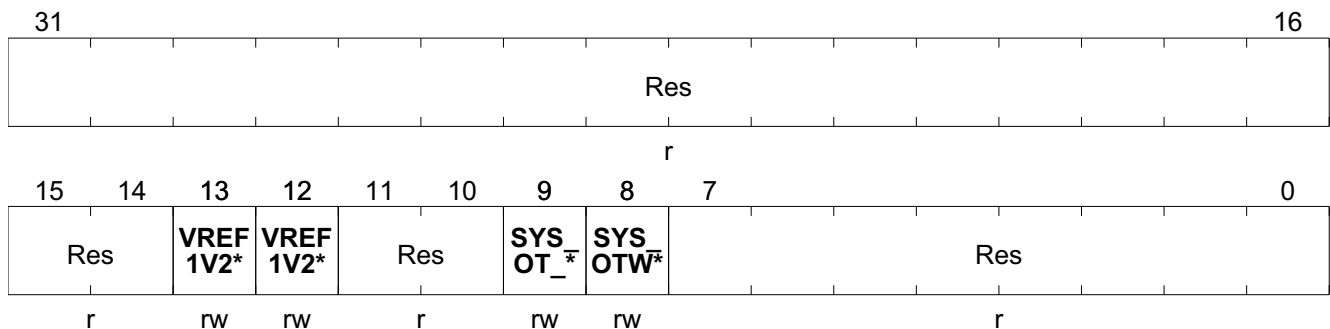 31 16
Res
r
15 14 13 12 11 10 9 8 7 0
Res VREF 1V2* VREF 1V2* Res SYS_ OT_* SYS_ OTW* Res
r rw rw r rw rw r